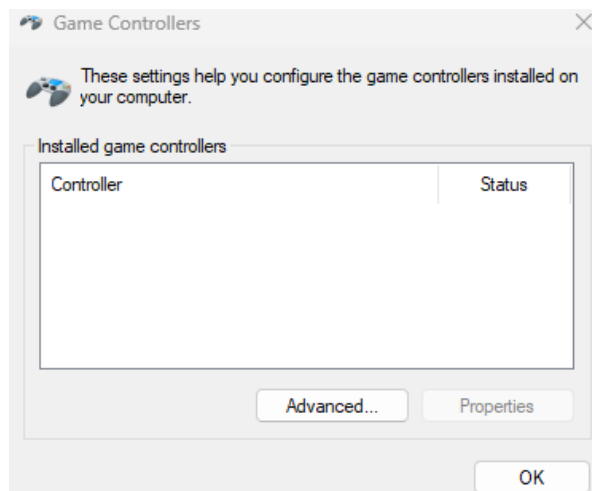 Game Controllers
These settings help you configure the game controllers installed on
your computer.
Installed game controllers
Controller Status
Advanced... Properties
OK